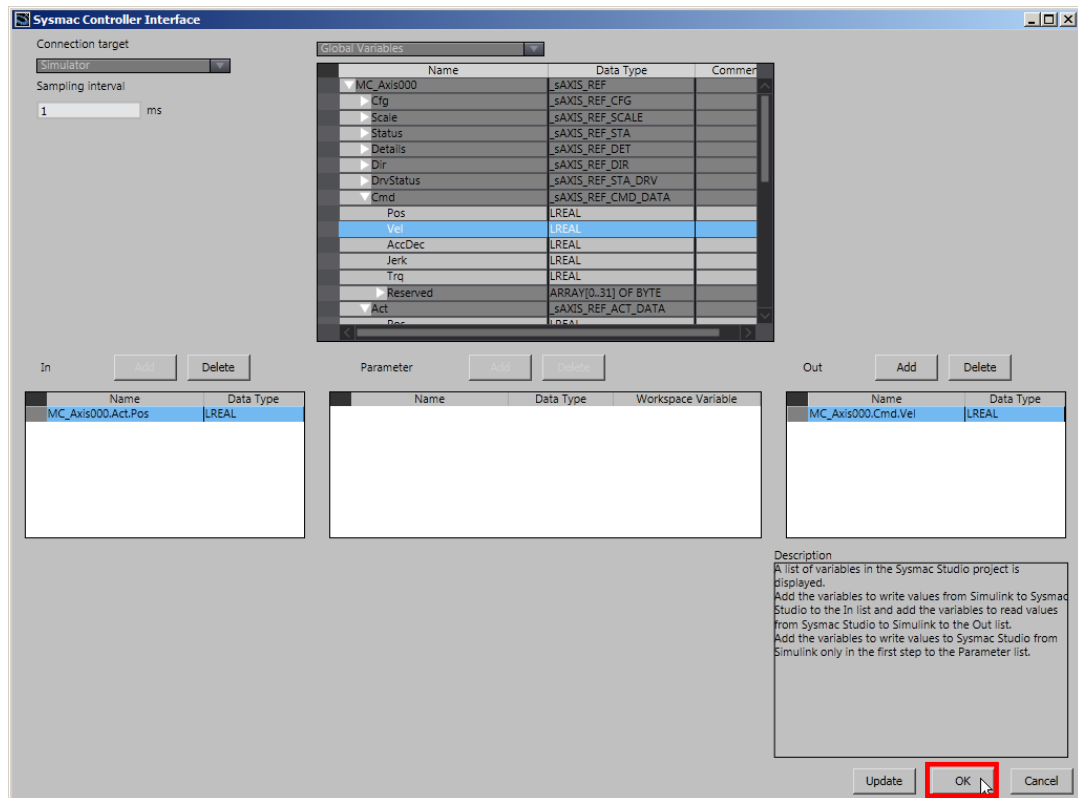 Sysmac Controller Interface
Connection target
Simulator
Sampling interval
1 ms
Global Variables
Name Data Type Commer
MC_Axis000 _sAXIS_REF
Cfg _sAXIS_REF_CFG
Scale _sAXIS_REF_SCALE
Status _sAXIS_REF_STA
Details _sAXIS_REF_DET
Dir _sAXIS_REF_DIR
DrvStatus _sAXIS_REF_STA_DRV
Cmd _sAXIS_REF_CMD_DATA
Pos LREAL
Vel LREAL
AccDec LREAL
Jerk LREAL
Trq LREAL
Reserved ARRAY[0..31] OF BYTE
Act _sAXIS_REF_ACT_DATA
Pos LREAL
In Add Delete
Name Data Type
MC_Axis000.Act.Pos LREAL
Parameter Add Delete
Name Data Type Workspace Variable
Out Add Delete
Name Data Type
MC_Axis000.Cmd.Vel LREAL
Description
A list of variables in the Sysmac Studio project is
displayed.
Add the variables to write values from Simulink to Sysmac
Studio to the In list and add the variables to read values
from Sysmac Studio to Simulink to the Out list.
Add the variables to write values to Sysmac Studio from
Simulink only in the first step to the Parameter list.
Update OK Cancel